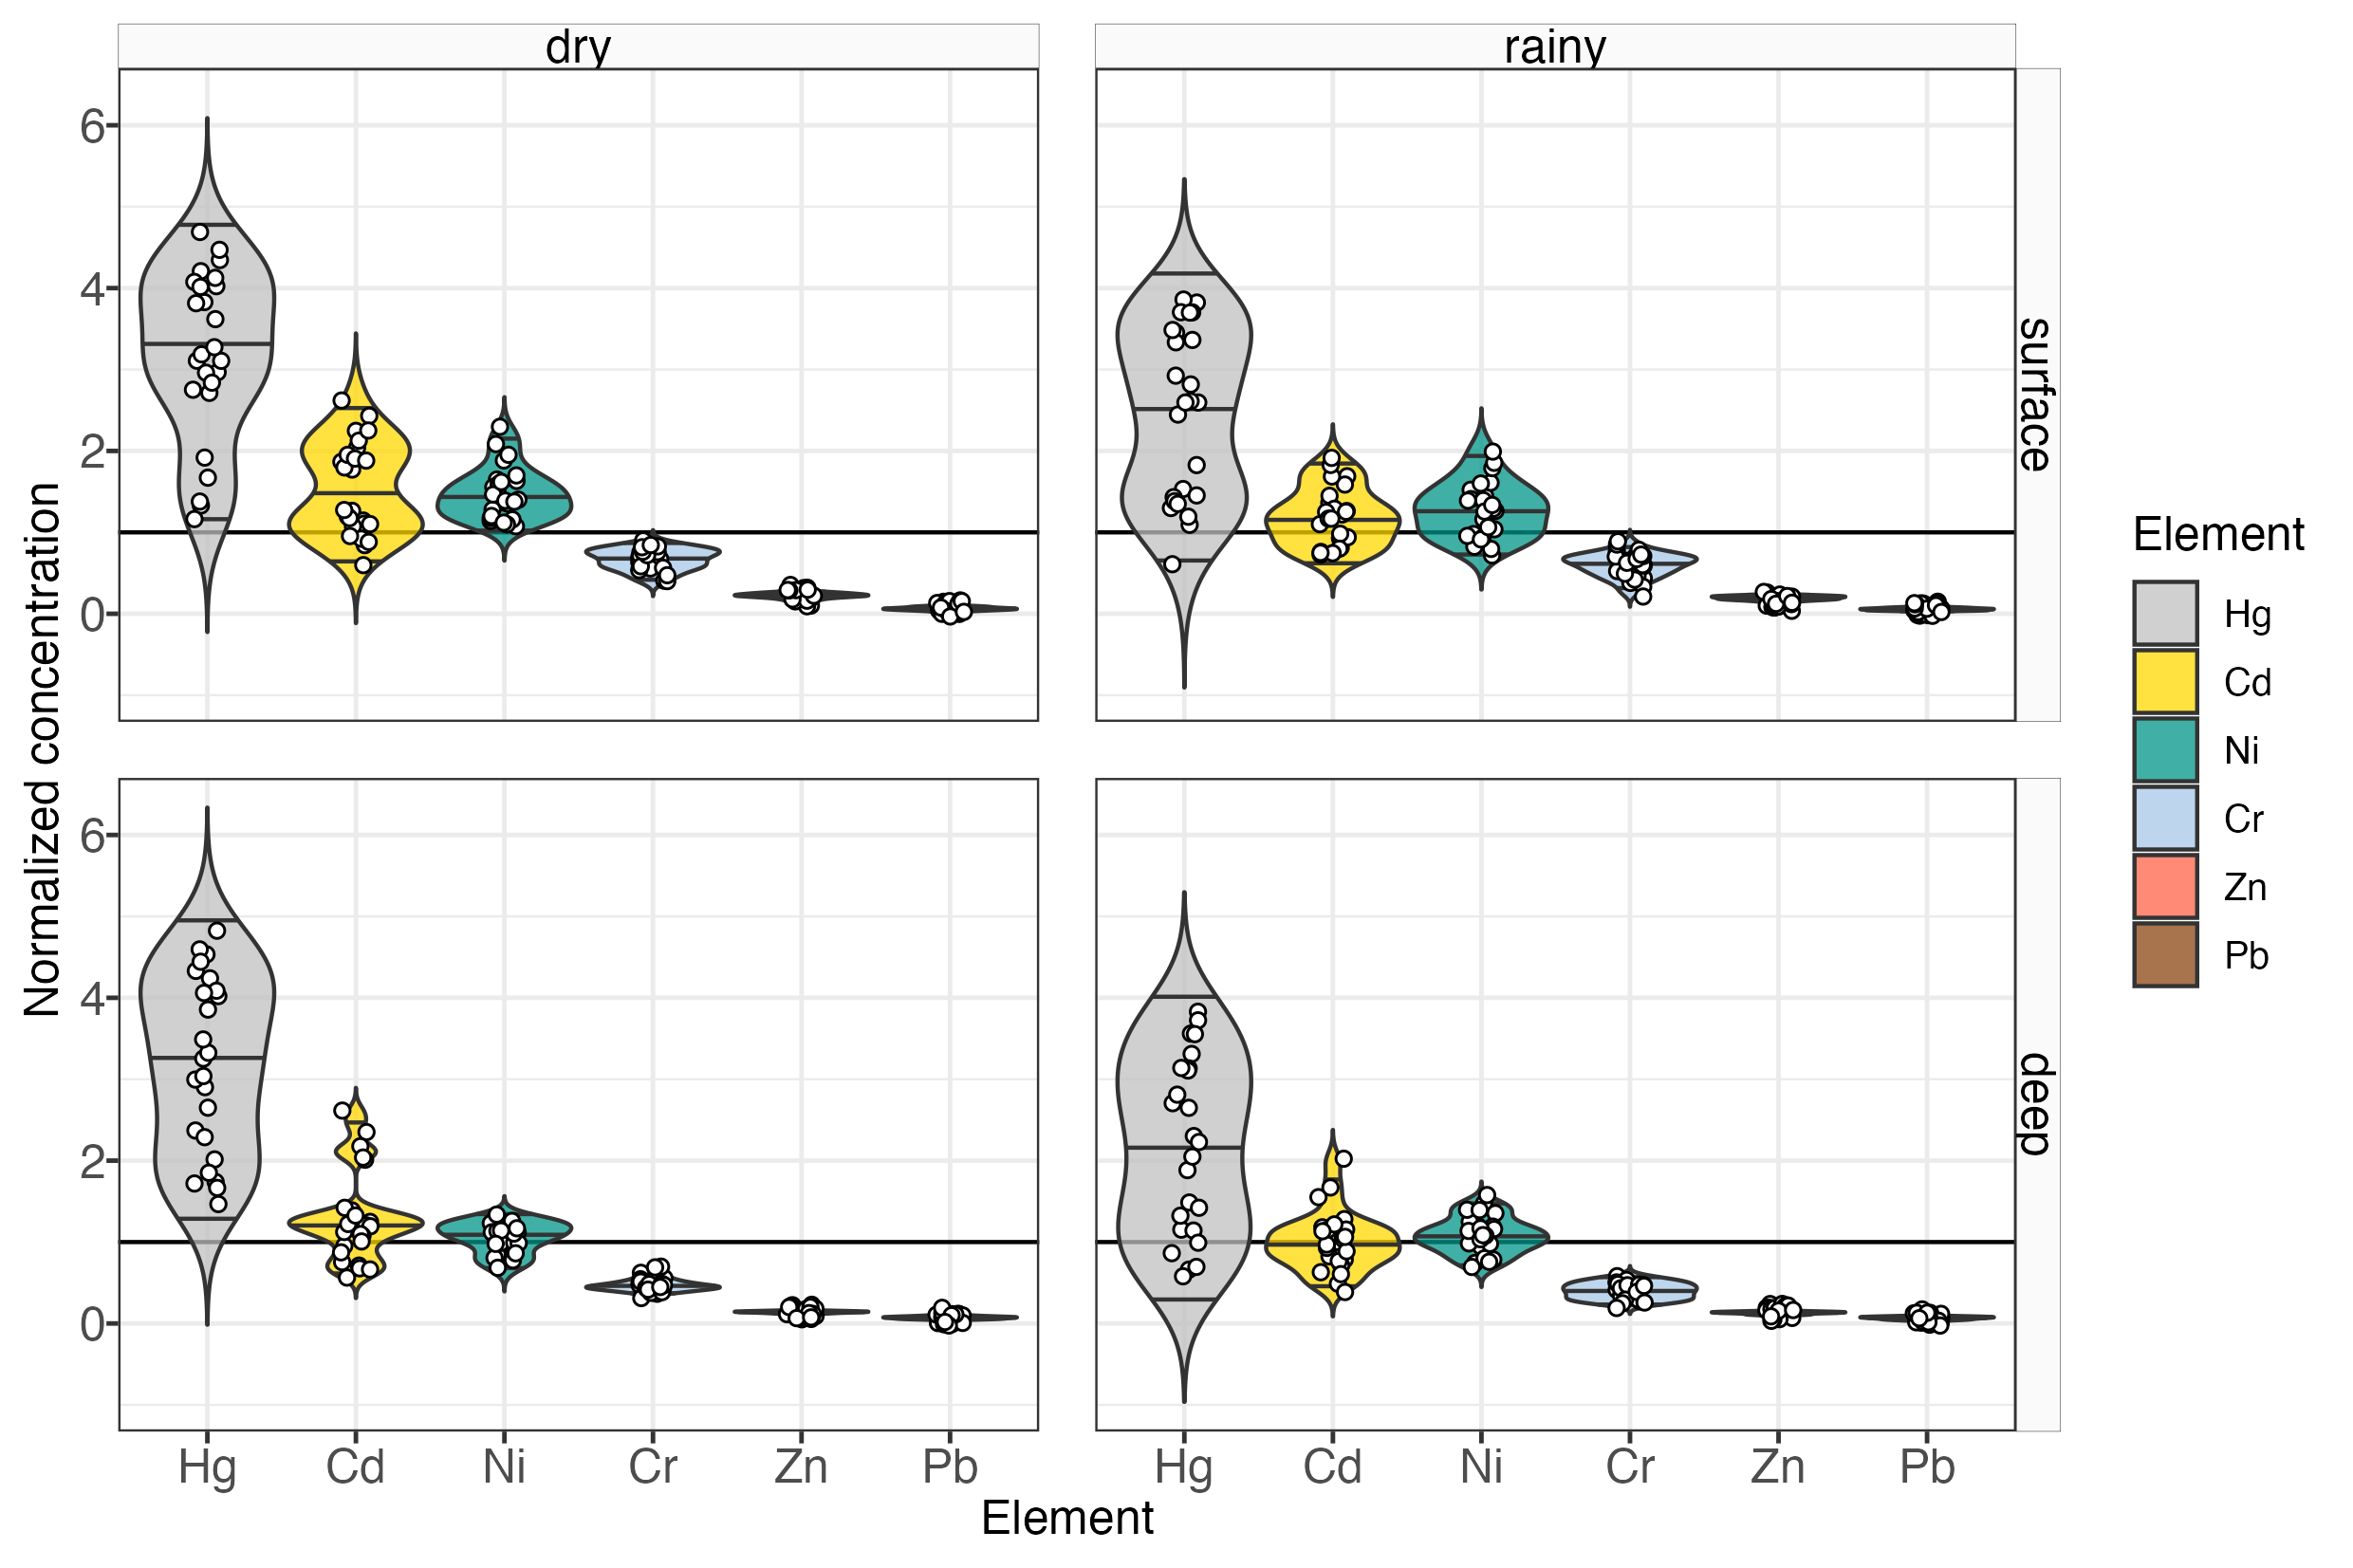 dry
rainy
surface
deep
Normalized concentration
6
4
2
0
6
4
2
0
Hg Cd Ni Cr Zn Pb
Hg Cd Ni Cr Zn Pb
Element
Element
Hg
Cd
Ni
Cr
Zn
Pb